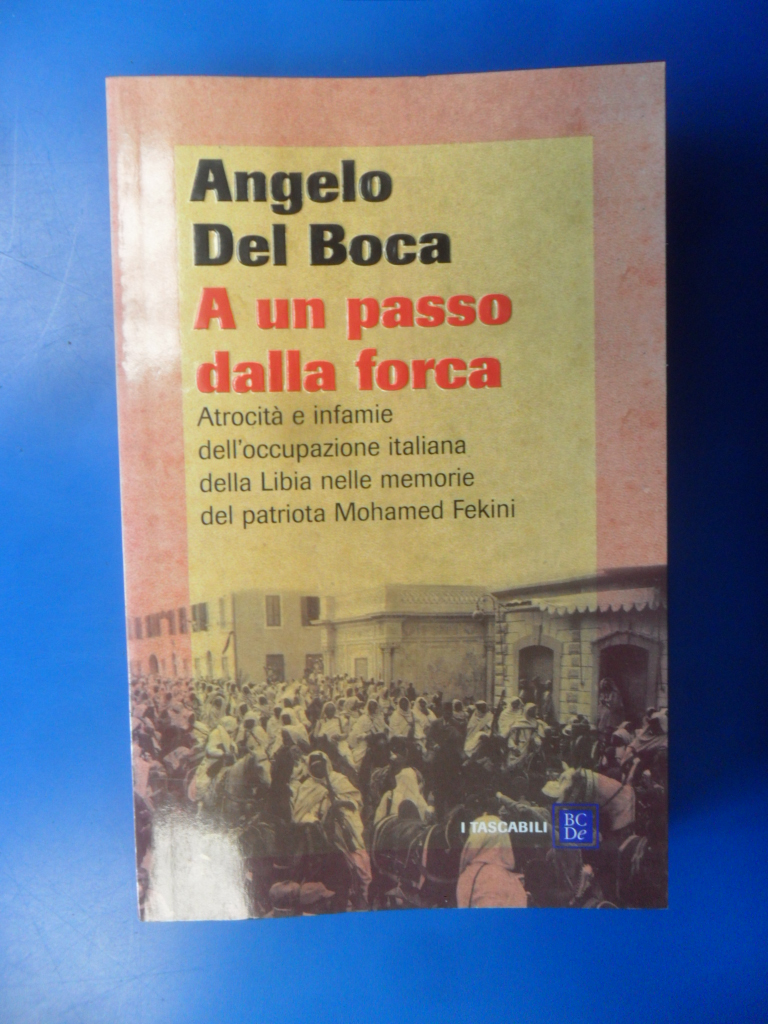 Angelo
Del Boca
A un passo
dalla forca
Atrocità e infamie
dell'occupazione italiana
della Libia nelle memorie
del patriota Mohamed Fekini
I TASCABILI
BC
De